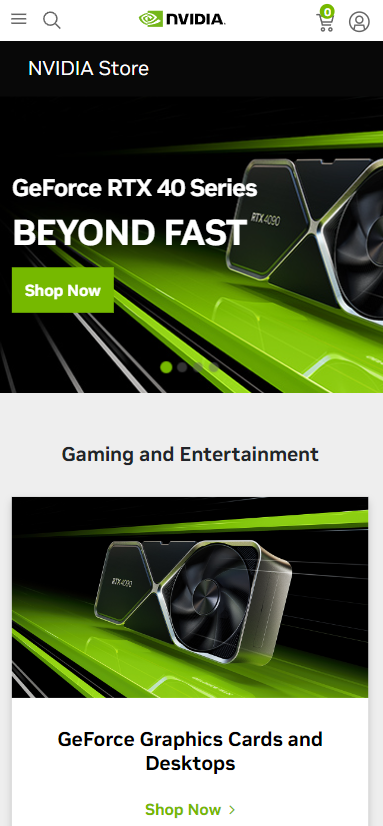 0
NVIDIA.
NVIDIA Store
GeForce RTX 40 Series
BEYOND FAST
RTX 4090
Shop Now
Gaming and Entertainment
RTX 4090
GeForce Graphics Cards and
Desktops
Shop Now